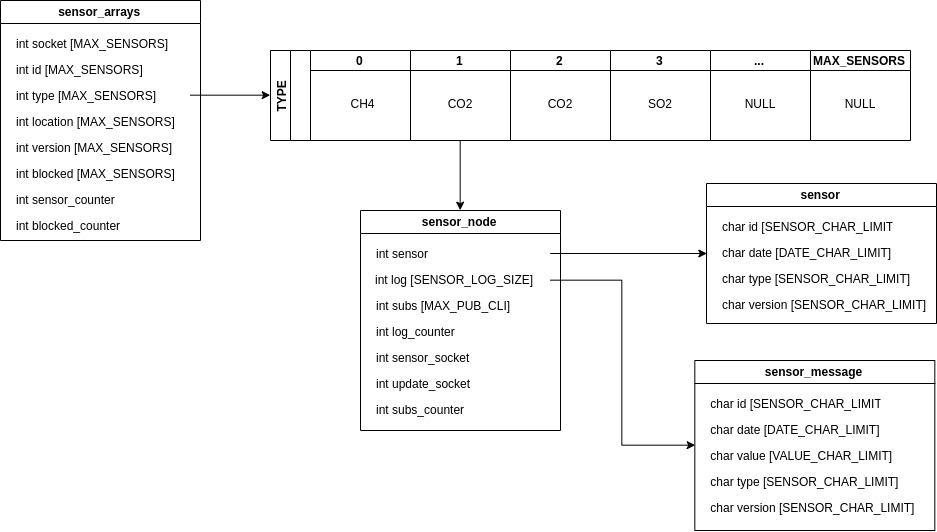 sensor_arrays
int socket [MAX_SENSORS]
int id [MAX_SENSORS]
int type [MAX_SENSORS]
int location [MAX_SENSORS]
int version [MAX_SENSORS]
int blocked [MAX_SENSORS]
int sensor_counter
int blocked_counter
TYPE
0 1 2 3 ... MAX_SENSORS
CH4 CO2 CO2 SO2 NULL NULL
sensor_node
int sensor
int log [SENSOR_LOG_SIZE]
int subs [MAX_PUB_CLI]
int log_counter
int sensor_socket
int update_socket
int subs_counter
sensor
char id [SENSOR_CHAR_LIMIT
char date [DATE_CHAR_LIMIT]
char type [SENSOR_CHAR_LIMIT]
char version [SENSOR_CHAR_LIMIT]
sensor_message
char id [SENSOR_CHAR_LIMIT
char date [DATE_CHAR_LIMIT]
char value [VALUE_CHAR_LIMIT]
char type [SENSOR_CHAR_LIMIT]
char version [SENSOR_CHAR_LIMIT]